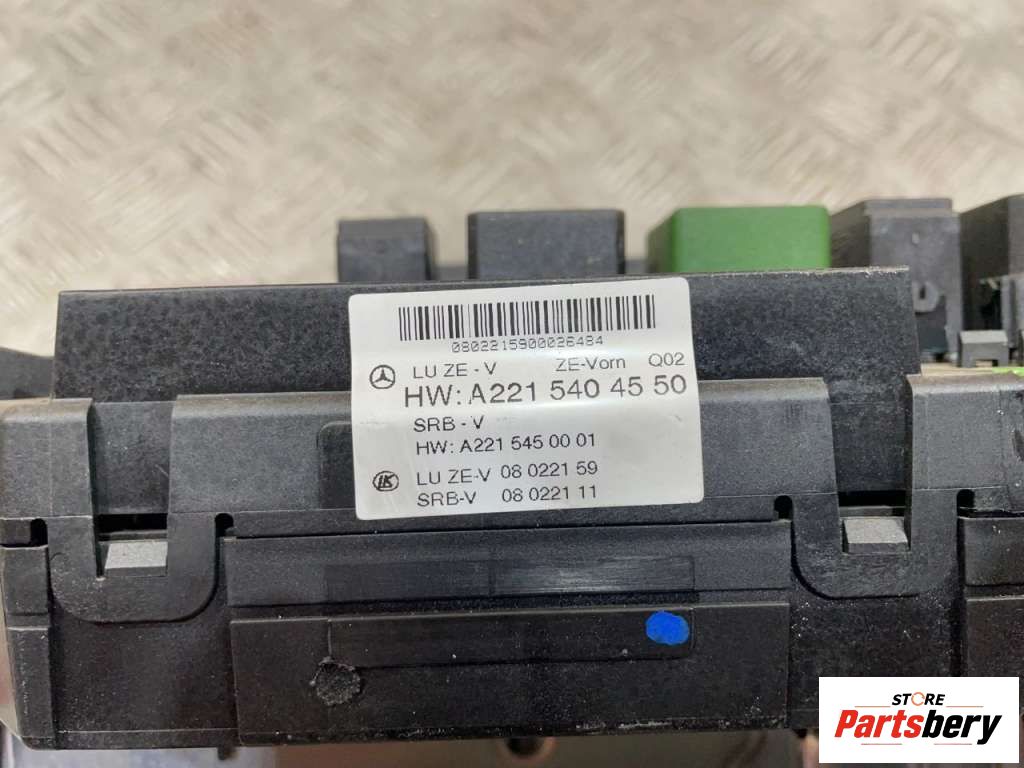 0802215900026484
LU ZE - V ZE-Vorn Q02
HW: A221 540 45 50
SRB - V
HW: A221 545 00 01
LK LU ZE-V 08 0221 59
SRB-V 08 0221 11
STORE
Partsbery